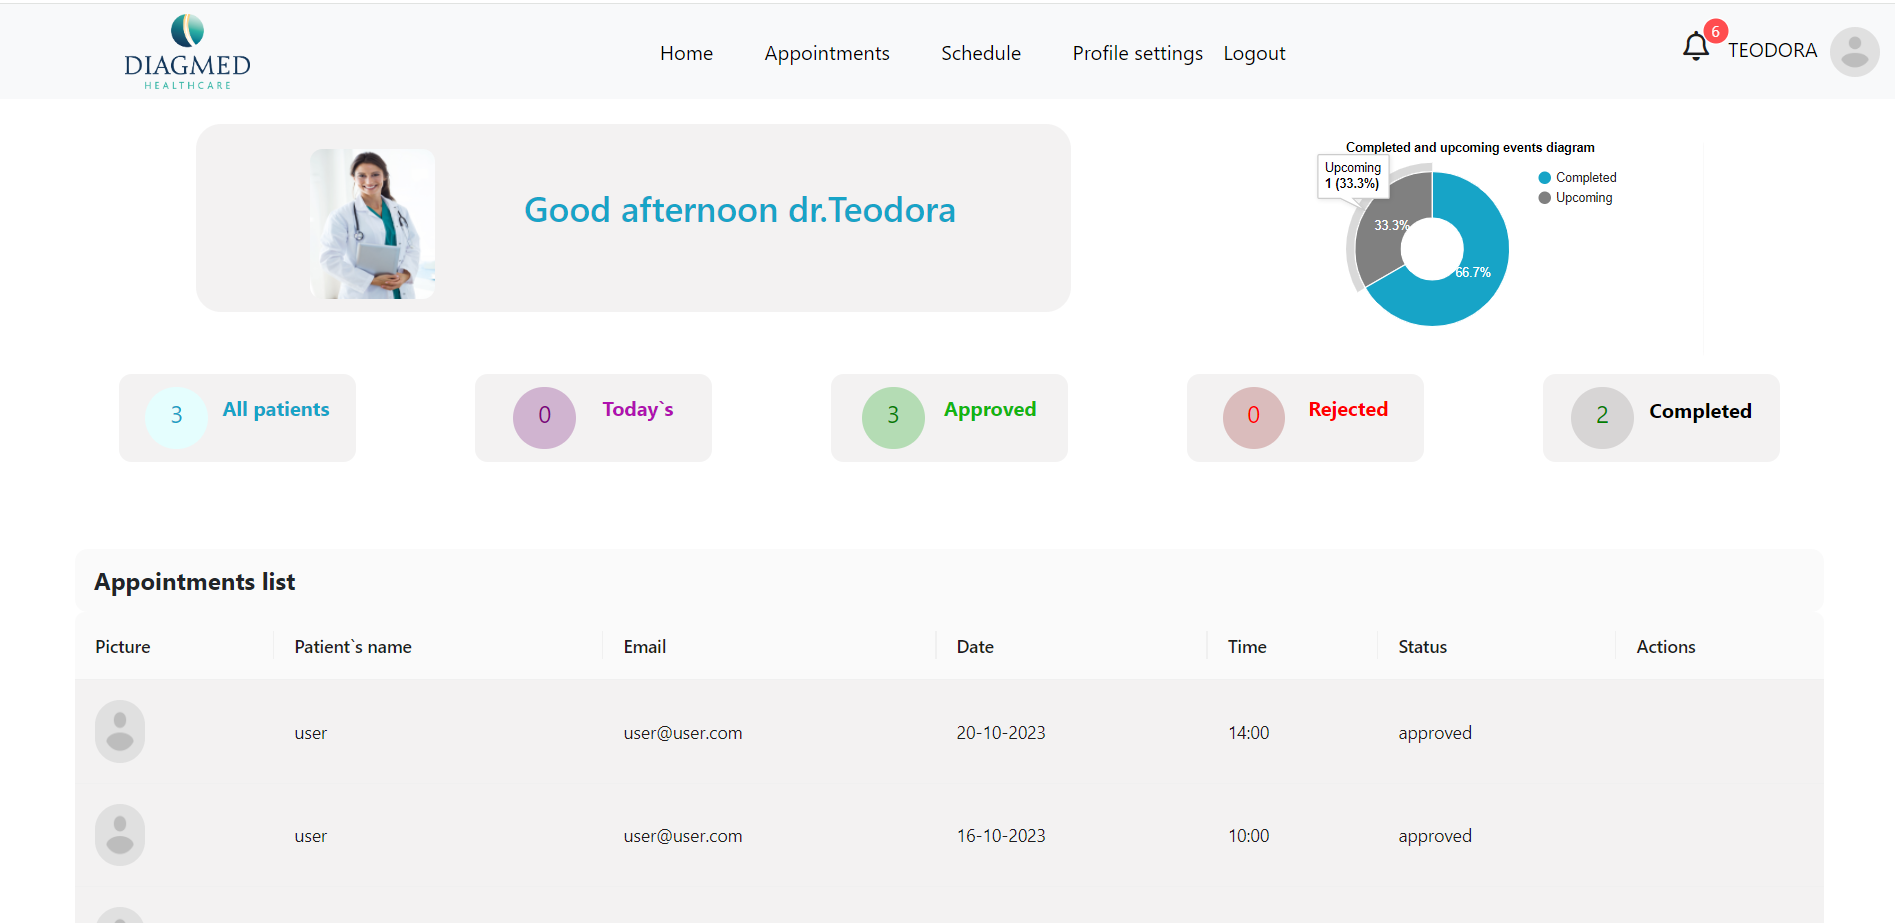 DIAGMED
HEALTHCARE
Home Appointments Schedule Profile settings Logout
6
TEODORA
Good afternoon dr.Teodora
Completed and upcoming events diagram
Upcoming
1 (33.3%)
Completed
Upcoming
33.3%
66.7%
3 All patients
0 Today`s
3 Approved
0 Rejected
2 Completed
Appointments list
Picture Patient`s name Email Date Time Status Actions
user user@user.com 20-10-2023 14:00 approved
user user@user.com 16-10-2023 10:00 approved